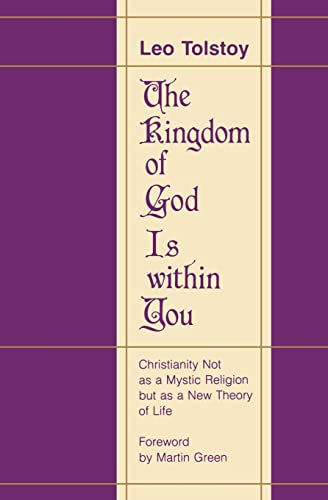 Leo Tolstoy
The
Kingdom
of
God
Is
within
You
Christianity Not
as a Mystic Religion
but as a New Theory
of Life
Foreword
by Martin Green